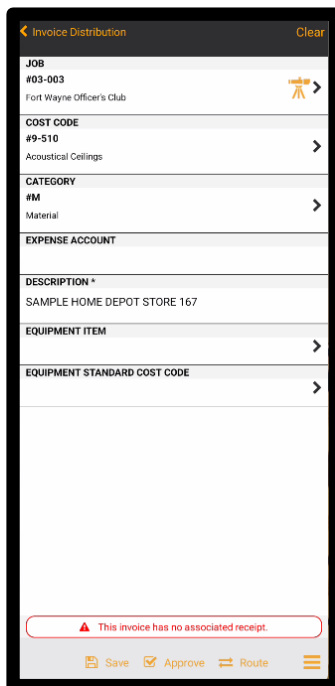 Invoice Distribution Clear
JOB
#03-003
Fort Wayne Officer's Club
COST CODE
#9-510
Acoustical Ceilings
CATEGORY
#M
Material
EXPENSE ACCOUNT
DESCRIPTION *
SAMPLE HOME DEPOT STORE 167
EQUIPMENT ITEM
EQUIPMENT STANDARD COST CODE
This invoice has no associated receipt.
Save Approve Route